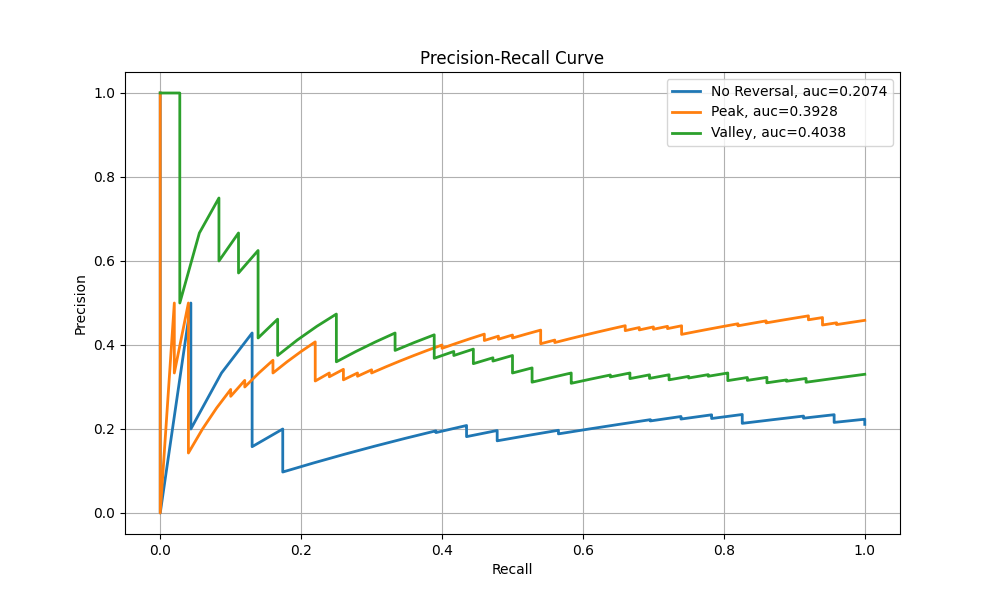 Precision-Recall Curve
No Reversal, auc=0.2074
Peak, auc=0.3928
Valley, auc=0.4038
Precision
1.0
0.8
0.6
0.4
0.2
0.0
0.0 0.2 0.4 0.6 0.8 1.0
Recall